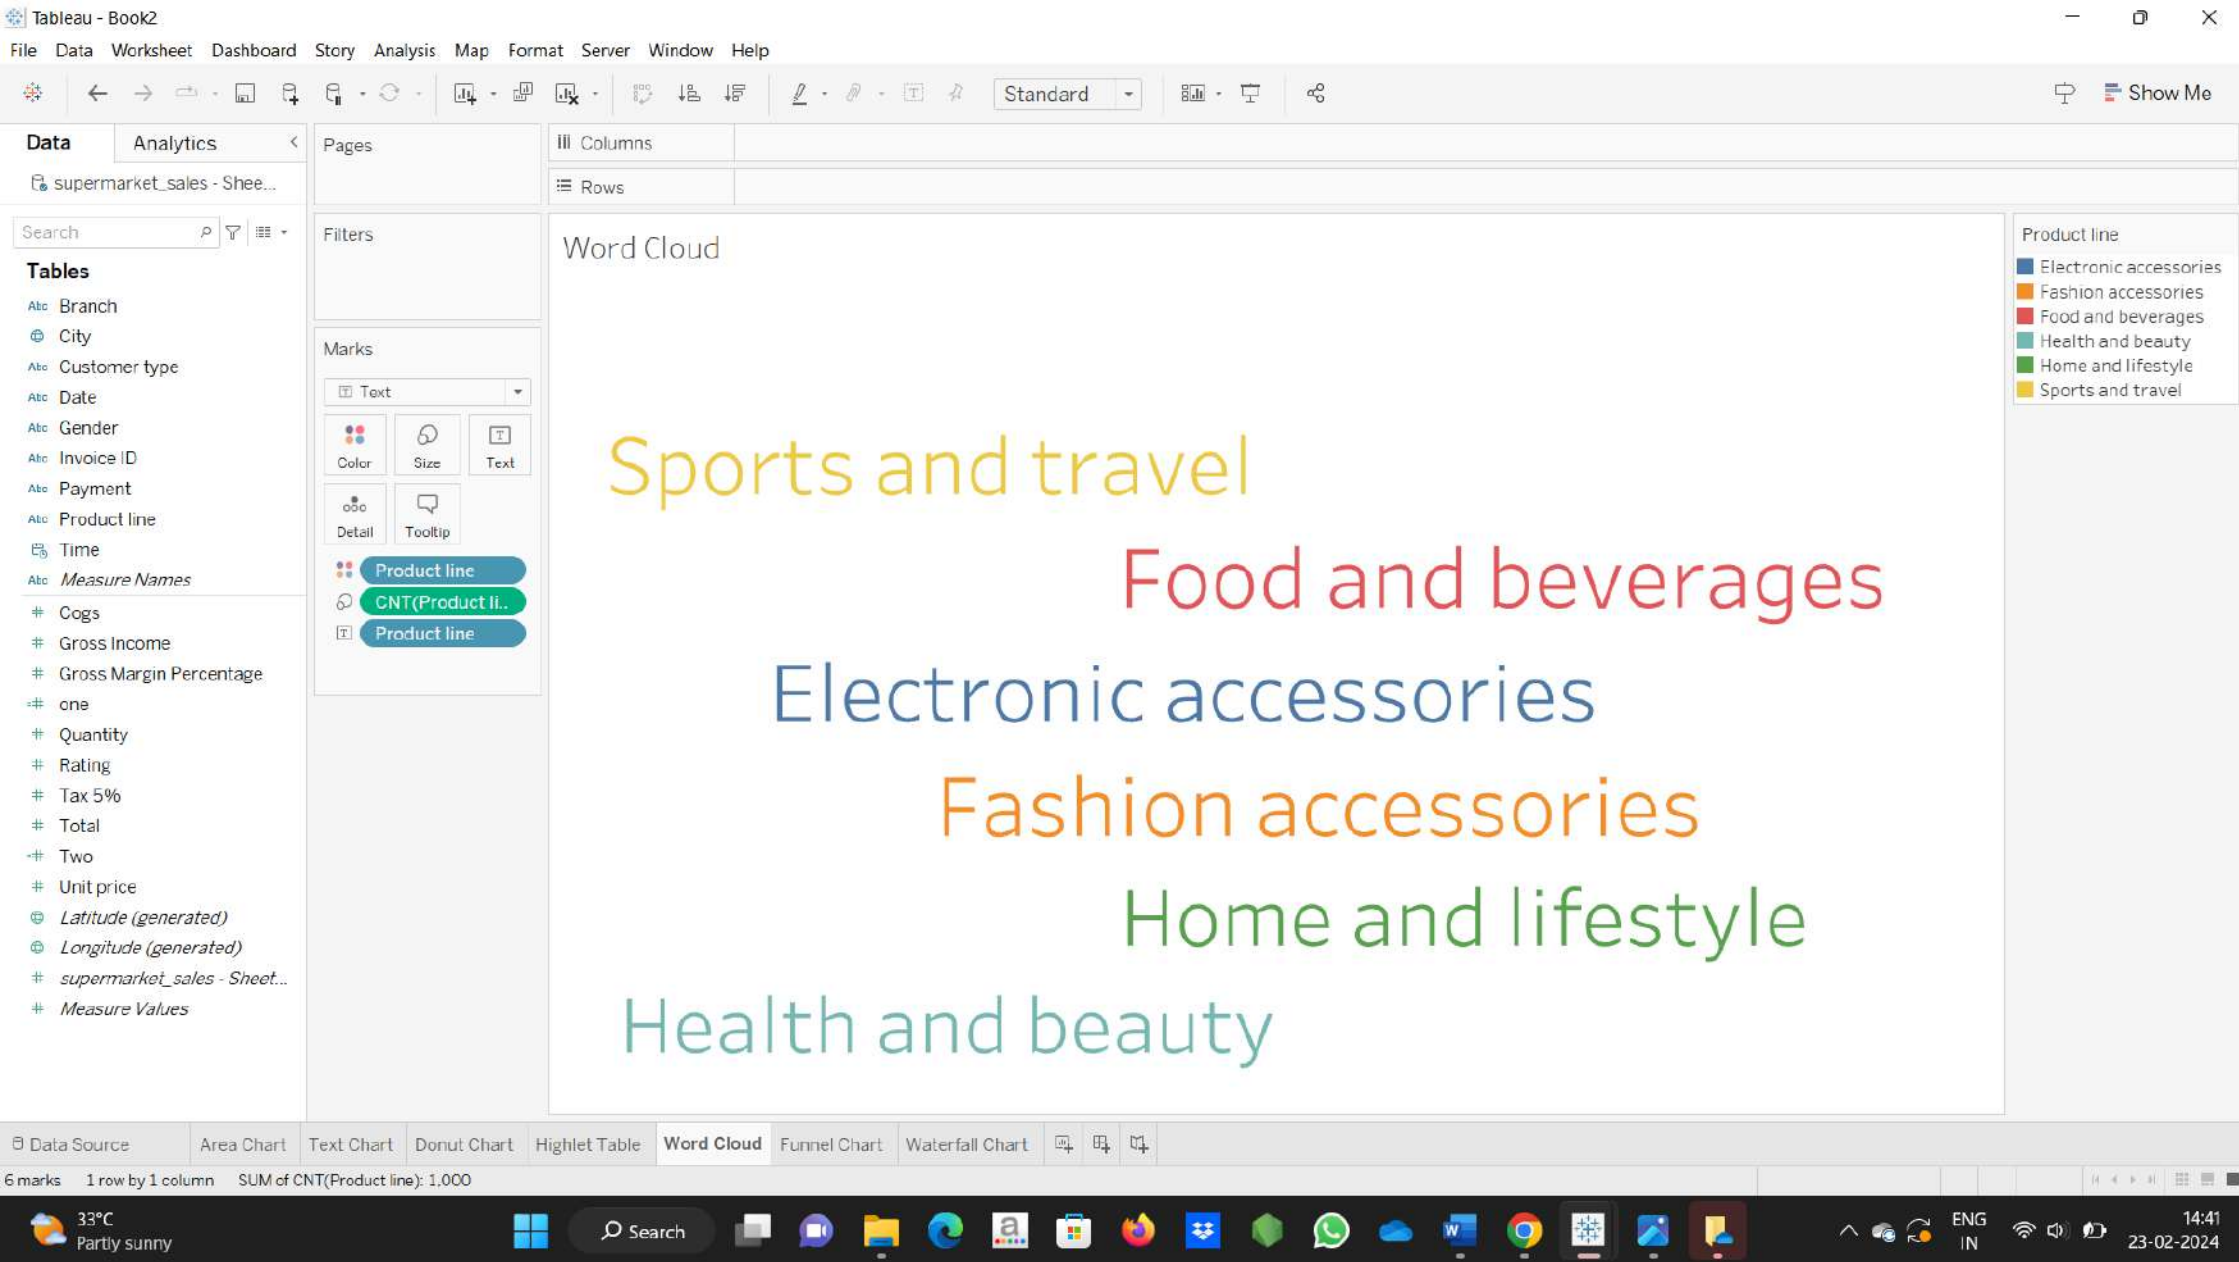 Tableau - Book2
File Data Worksheet Dashboard Story Analysis Map Format Server Window Help
Standard
Show Me
Data Analytics
supermarket_sales - Shee...
Search
Tables
Abc Branch
City
Abc Customer type
Abc Date
Abc Gender
Abc Invoice ID
Abc Payment
Abc Product line
Time
Abc Measure Names
# Cogs
# Gross Income
# Gross Margin Percentage
=# one
# Quantity
# Rating
# Tax 5%
# Total
=# Two
# Unit price
Latitude (generated)
Longitude (generated)
# supermarket_sales - Sheet...
# Measure Values
Pages
Filters
Marks
T Text
Color Size T Text
Detail Tooltip
Product line
CNT(Product li..
T Product line
Columns
Rows
Word Cloud
Sports and travel
Food and beverages
Electronic accessories
Fashion accessories
Home and lifestyle
Health and beauty
Product line
Electronic accessories
Fashion accessories
Food and beverages
Health and beauty
Home and lifestyle
Sports and travel
Data Source Area Chart Text Chart Donut Chart Highlet Table Word Cloud Funnel Chart Waterfall Chart
6 marks 1 row by 1 column SUM of CNT(Product line): 1,000
33°C
Partly sunny
Search
a
W
ENG
IN
14:41
23-02-2024